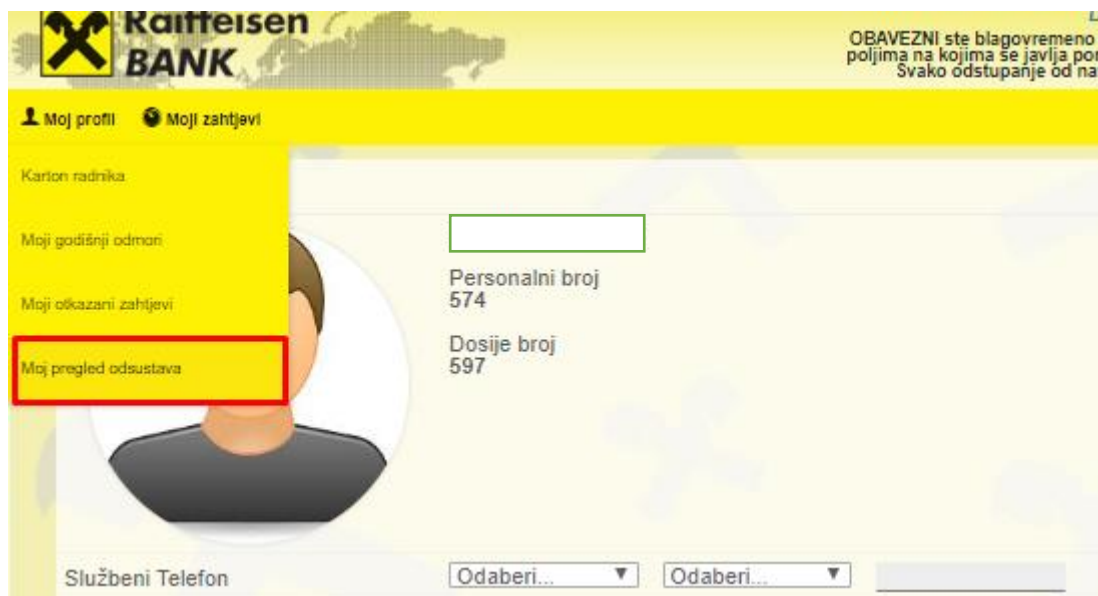 Raiffeisen
BANK
OBAVEZNI ste blagovremeno
poljima na kojima se javlja
Svako odstupanje od
Moj profil Moji zahtjevi
Karton radnika
Moji godišnji odmori
Moji otkazani zahtjevi
Moj pregled odsustava
Personalni broj
574
Dosije broj
597
Službeni Telefon Odaberi... Odaberi...